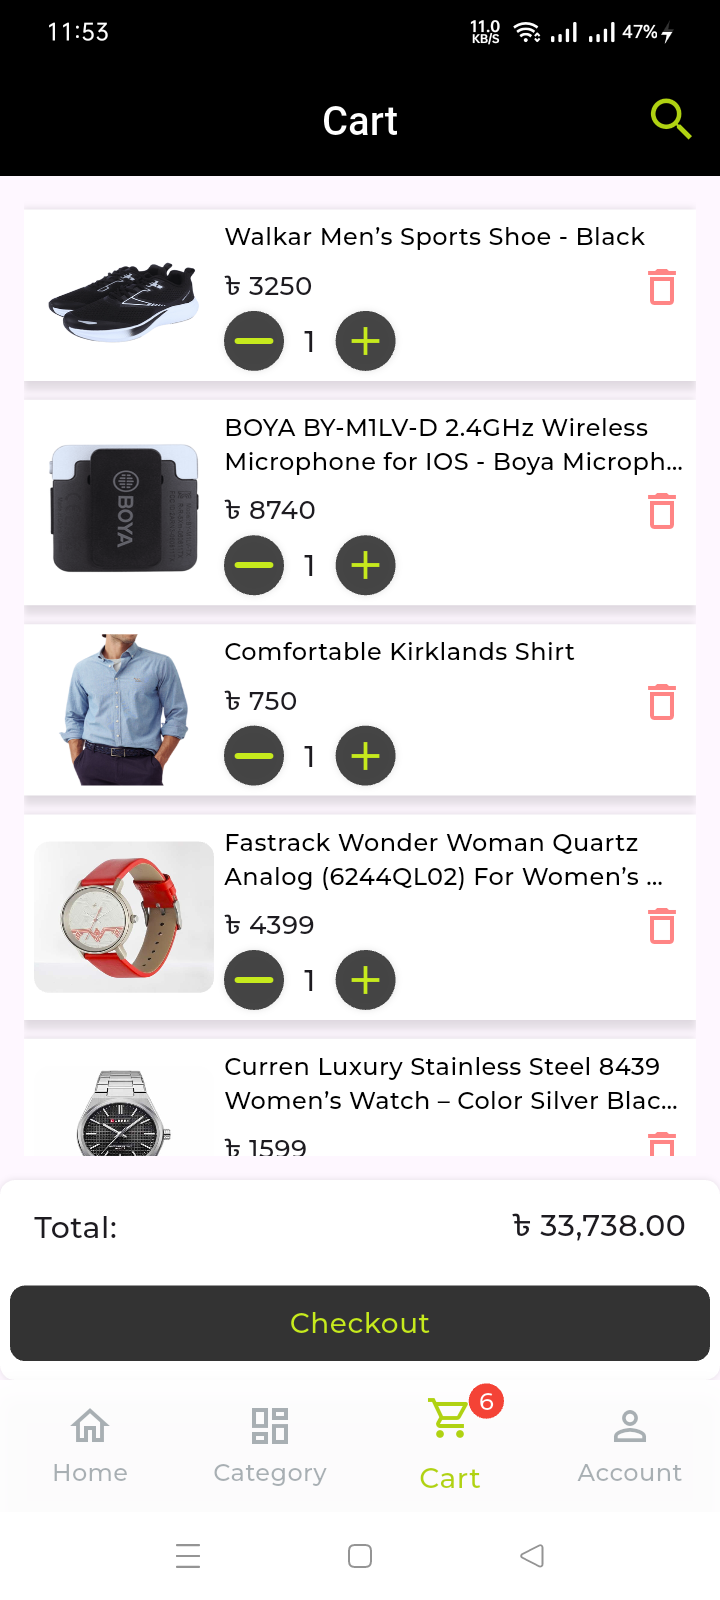 11:53
11.0
KB/S
47%
Cart
Walkar Men’s Sports Shoe - Black
৳ 3250
1
BOYA BY-M1LV-D 2.4GHz Wireless
Microphone for IOS - Boya Microph...
৳ 8740
1
BOYA
Comfortable Kirklands Shirt
৳ 750
1
Fastrack Wonder Woman Quartz
Analog (6244QL02) For Women’s ...
৳ 4399
1
Curren Luxury Stainless Steel 8439
Women’s Watch – Color Silver Blac...
৳ 1599
Total:
৳ 33,738.00
Checkout
6
Home
Category
Cart
Account